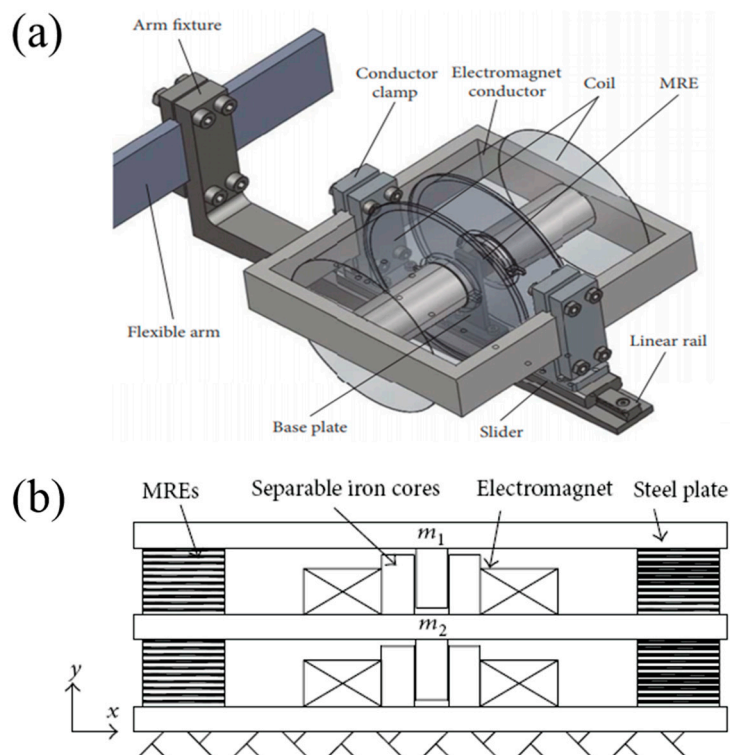 (a)
Arm fixture
Conductor
clamp
Electromagnet
conductor
Coil
MRE
Flexible arm
Base plate
Slider
Linear rail
(b)
MREs
Separable iron cores
Electromagnet
Steel plate
m1
m2
y
x